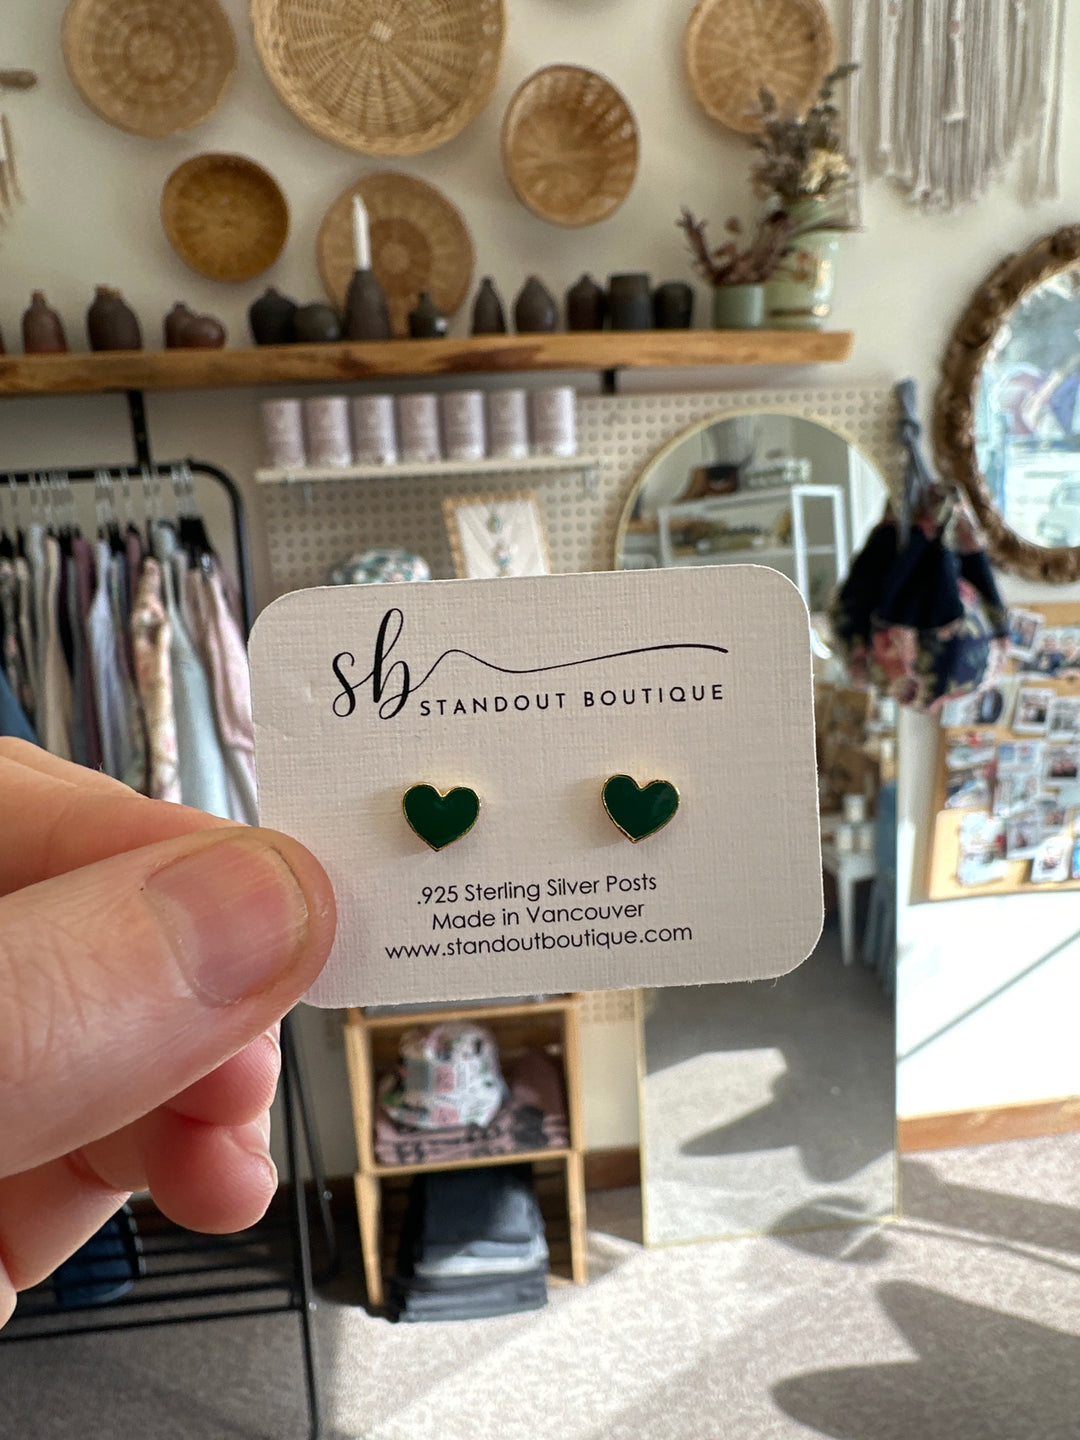 sb
STANDOUT BOUTIQUE
.925 Sterling Silver Posts
Made in Vancouver
www.standoutboutique.com